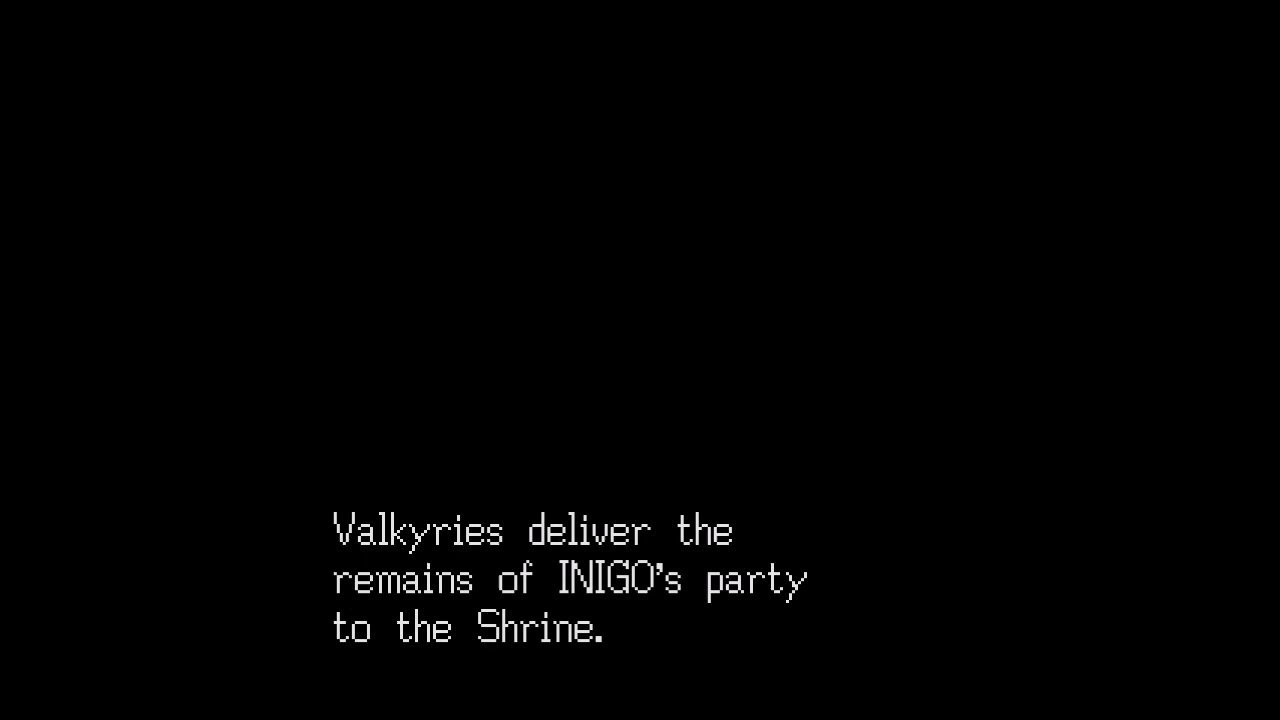 Valkyries deliver the
remains of INIGO's party
to the Shrine.